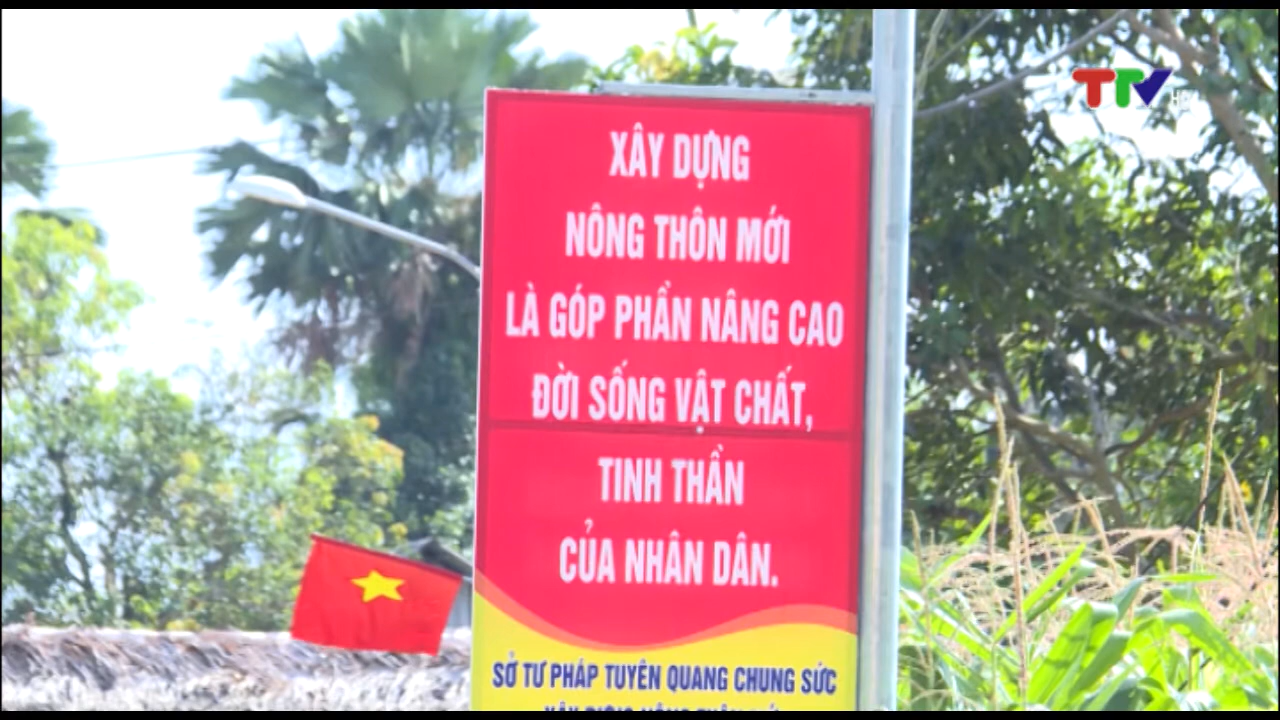 TTV
XÂY DỰNG
NÔNG THÔN MỚI
LÀ GÓP PHẦN NÂNG CAO
ĐỜI SỐNG VẬT CHẤT,
TINH THẦN
CỦA NHÂN DÂN.
SỞ TƯ PHÁP TUYÊN QUANG CHUNG SỨC